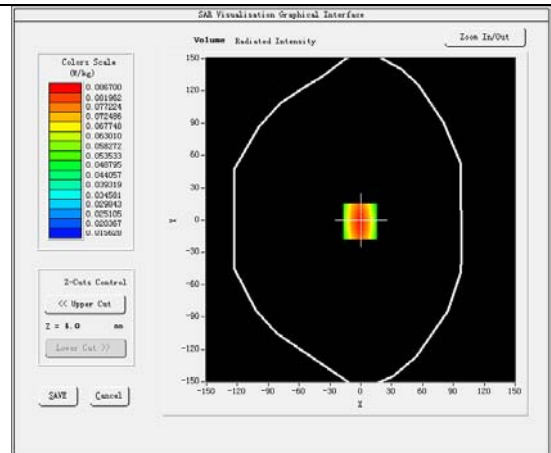 SAR Visualisation Graphical Interface
Volume Radiated Intensity
Zoom In/Out
Colors Scale
(W/kg)
0.086700
0.081962
0.077224
0.072486
0.067748
0.063010
0.058272
0.053533
0.048795
0.044057
0.039319
0.034581
0.029843
0.025105
0.020367
0.015628
Z-Cuts Control
<< Upper Cut
Z = 4.0 mm
Lower Cut >>
SAVE
Cancel
150
120
90
60
30
0
-30
-60
-90
-120
-150
Y
-150 -120 -90 -60 -30 0 30 60 90 120 150
X